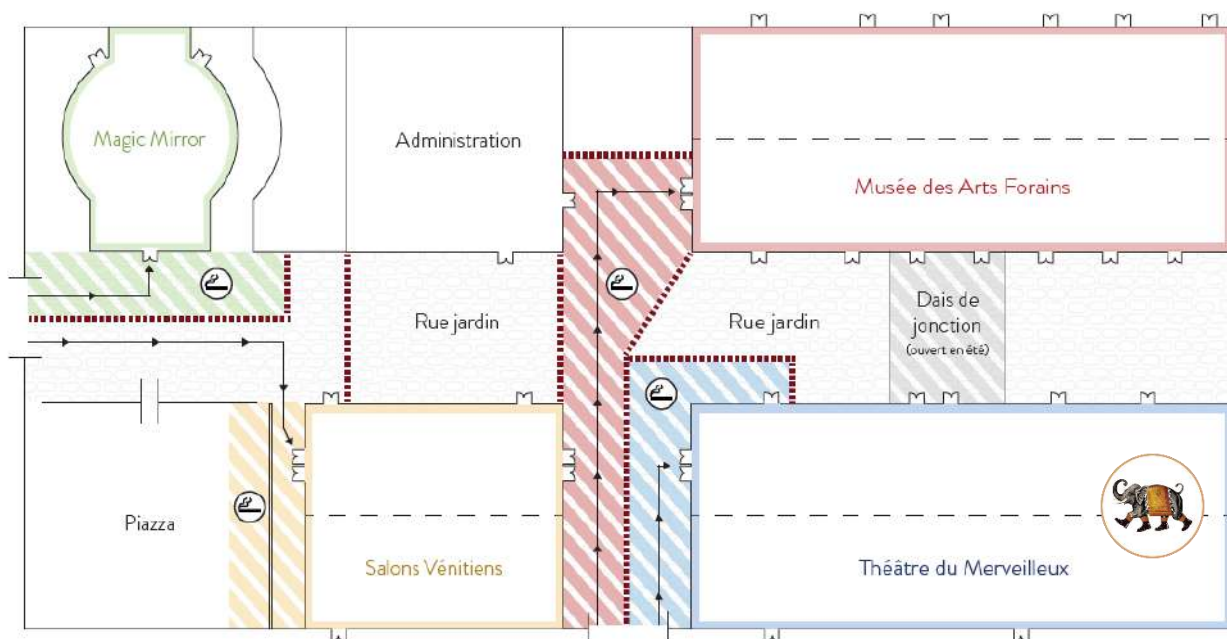 Magic Mirror
Administration
Musée des Arts Forains
Rue jardin
Rue jardin
Dais de
jonction
(ouvert en été)
Piazza
Salons Vénitiens
Théâtre du Merveilleux